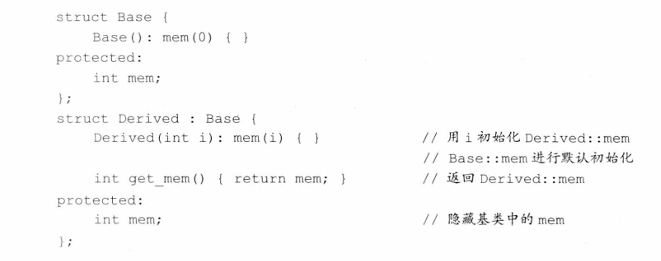 struct Base {
Base(): mem(0) { }
protected:
int mem;
};
struct Derived : Base {
Derived(int i): mem(i) { } // 用 i 初始化 Derived::mem
// Base::mem 进行默认初始化
int get_mem() { return mem; } // 返回 Derived::mem
protected:
int mem; // 隐藏基类中的 mem
};